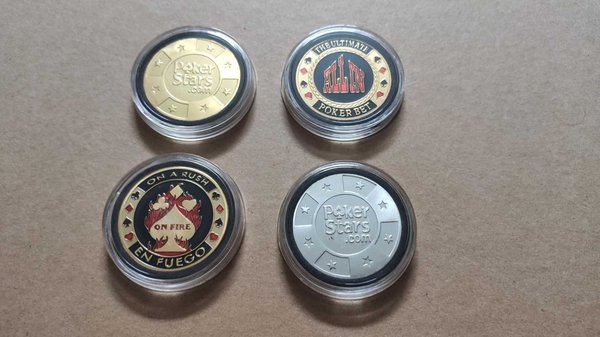 Poker
Stars
.com
THE ULTIMATE
ALL IN
POKER BET
ON A RUSH
ON FIRE
EN FUEGO
Poker
Stars
.com